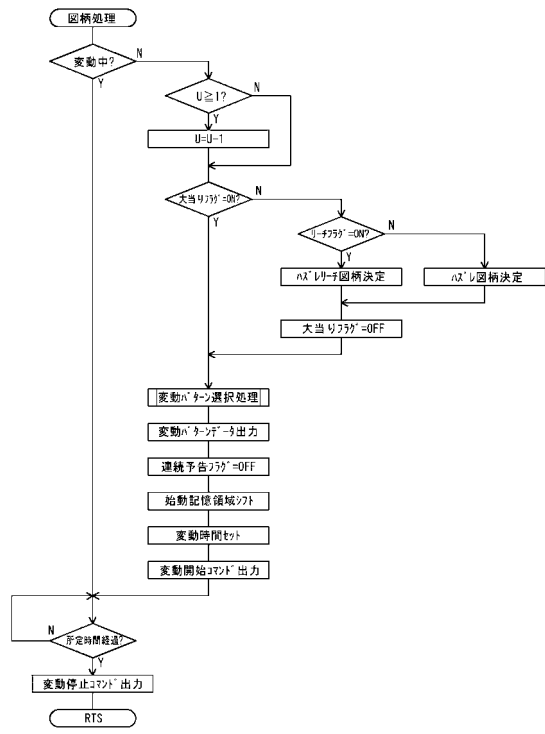 図柄処理
変動中?
N
Y
U≧1?
N
Y
U=U-1
大当りフラグ=ON?
N
Y
リーチフラグ=ON?
N
Y
ハズレリーチ図柄決定
ハズレ図柄決定
大当りフラグ=OFF
変動パターン選択処理
変動パターンデータ出力
連続予告フラグ=OFF
始動記憶領域シフト
変動時間セット
変動開始コマンド出力
N
所定時間経過?
Y
変動停止コマンド出力
RTS